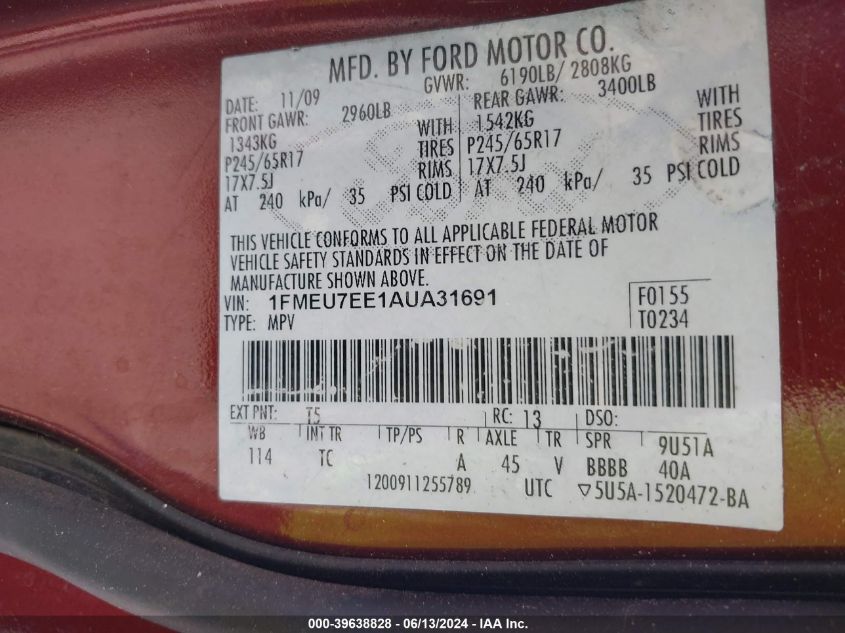 MFD. BY FORD MOTOR CO.
DATE: 11/09 GVWR: 6190LB/ 2808KG
FRONT GAWR: 2960LB REAR GAWR: 3400LB
1343KG WITH 1542KG WITH
P245/65R17 TIRES P245/65R17 TIRES
17X7.5J RIMS 17X7.5J RIMS
AT 240 kPa/ 35 PSI COLD AT 240 kPa/ 35 PSI COLD
THIS VEHICLE CONFORMS TO ALL APPLICABLE FEDERAL MOTOR
VEHICLE SAFETY STANDARDS IN EFFECT ON THE DATE OF
MANUFACTURE SHOWN ABOVE.
VIN: 1FMEU7EE1AUA31691 F0155
TYPE: MPV T0234
EXT PNT: T5 RC: 13 DSO:
WB INT TR TP/PS R AXLE TR SPR 9U51A
114 TC A 45 V BBBB 40A
1200911255789 UTC ▽5U5A-1520472-BA
000-39638828 - 06/13/2024 - IAAI Inc.